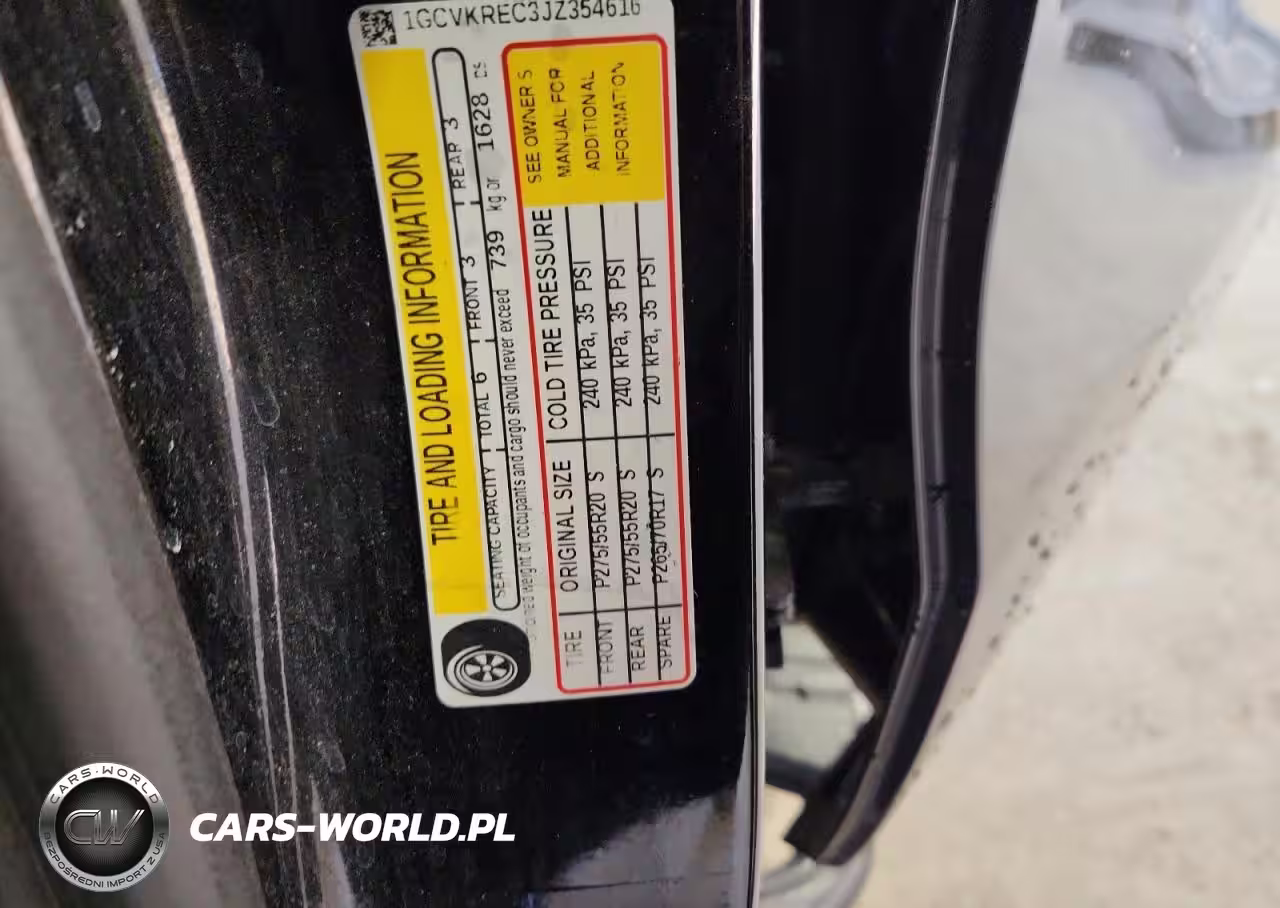 1GCVKREC3JZ354616
TIRE AND LOADING INFORMATION
SEATING CAPACITY TOTAL 6 FRONT 3 REAR 3
weight of occupants and cargo should never exceed 739 kg or 1628
TIRE ORIGINAL SIZE COLD TIRE PRESSURE
FRONT P275/55R20 S 240 kPa, 35 PSI
REAR P275/55R20 S 240 kPa, 35 PSI
SPARE P265/70R17 S 240 kPa, 35 PSI
SEE OWNER'S
MANUAL FOR
ADDITIONAL
INFORMATION
CARS-WORLD
CW
BEZPOŚREDNI IMPORT Z USA
CARS-WORLD.PL